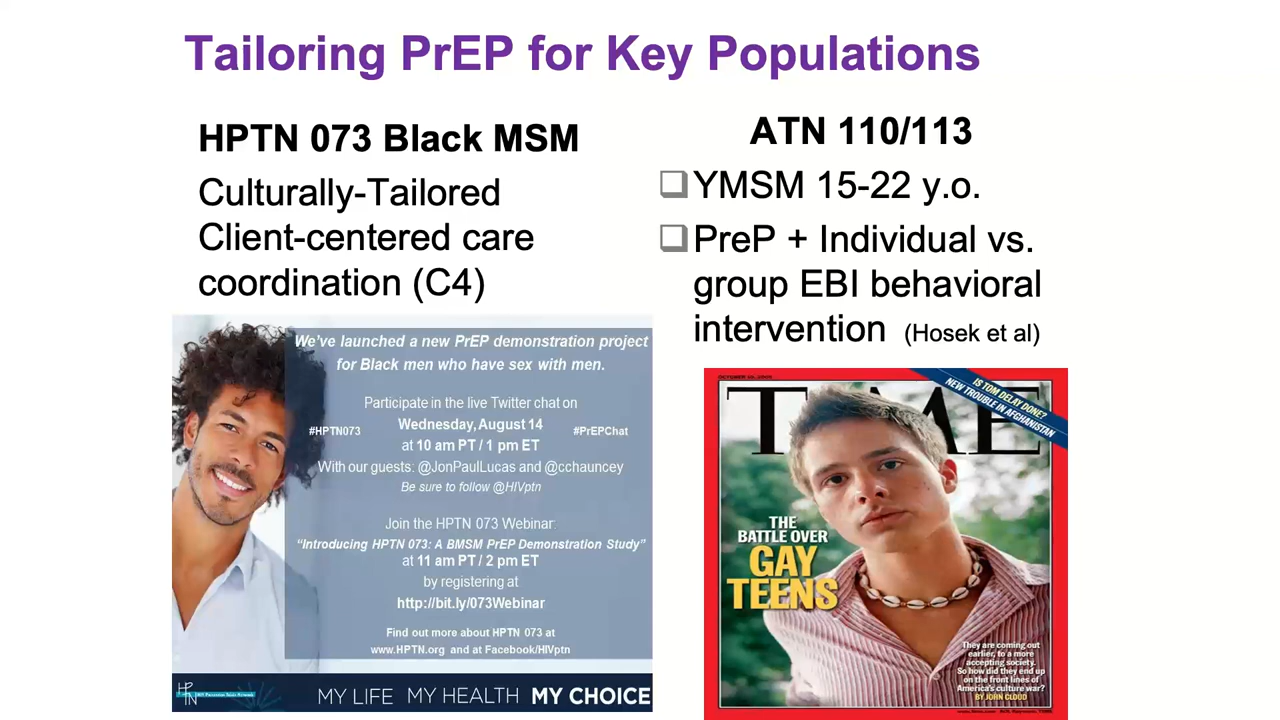 Tailoring PrEP for Key Populations
HPTN 073 Black MSM
Culturally-Tailored
Client-centered care
coordination (C4)
We've launched a new PrEP demonstration project
for Black men who have sex with men.
Participate in the live Twitter chat on
#HPTN073 Wednesday, August 14 #PrEPChat
at 10 am PT / 1 pm ET
With our guests: @JonPaulLucas and @cchauncey
Be sure to follow @HIVptn
Join the HPTN 073 Webinar:
"Introducing HPTN 073: A BMSM PrEP Demonstration Study"
at 11 am PT / 2 pm ET
by registering at
http://bit.ly/073Webinar
Find out more about HPTN 073 at
www.HPTN.org and at Facebook/HIVptn
HPTN
MY LIFE MY HEALTH MY CHOICE
ATN 110/113
YMSM 15-22 y.o.
PreP + Individual vs.
group EBI behavioral
intervention (Hosek et al)
TIME
IS TOM DELAY DONE?
NEW TROUBLE IN AFGHANISTAN
THE
BATTLE OVER
GAY
TEENS
They are coming out
earlier, to a more
accepting society.
So how did they end up
on the front lines of
America's culture war?
BY JOHN CLOUD